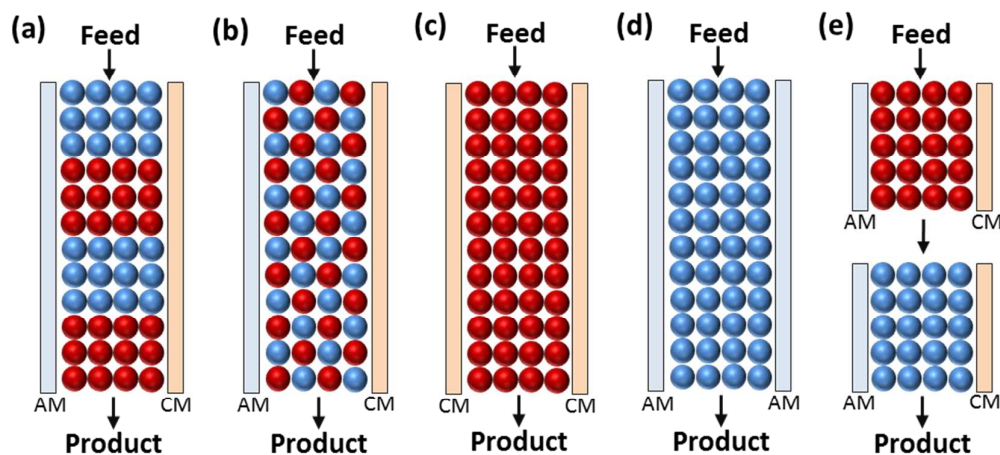 (a)
Feed
AM
CM
Product
(b)
Feed
AM
CM
Product
(c)
Feed
CM
CM
Product
(d)
Feed
AM
AM
Product
(e)
Feed
AM
CM
AM
CM
Product